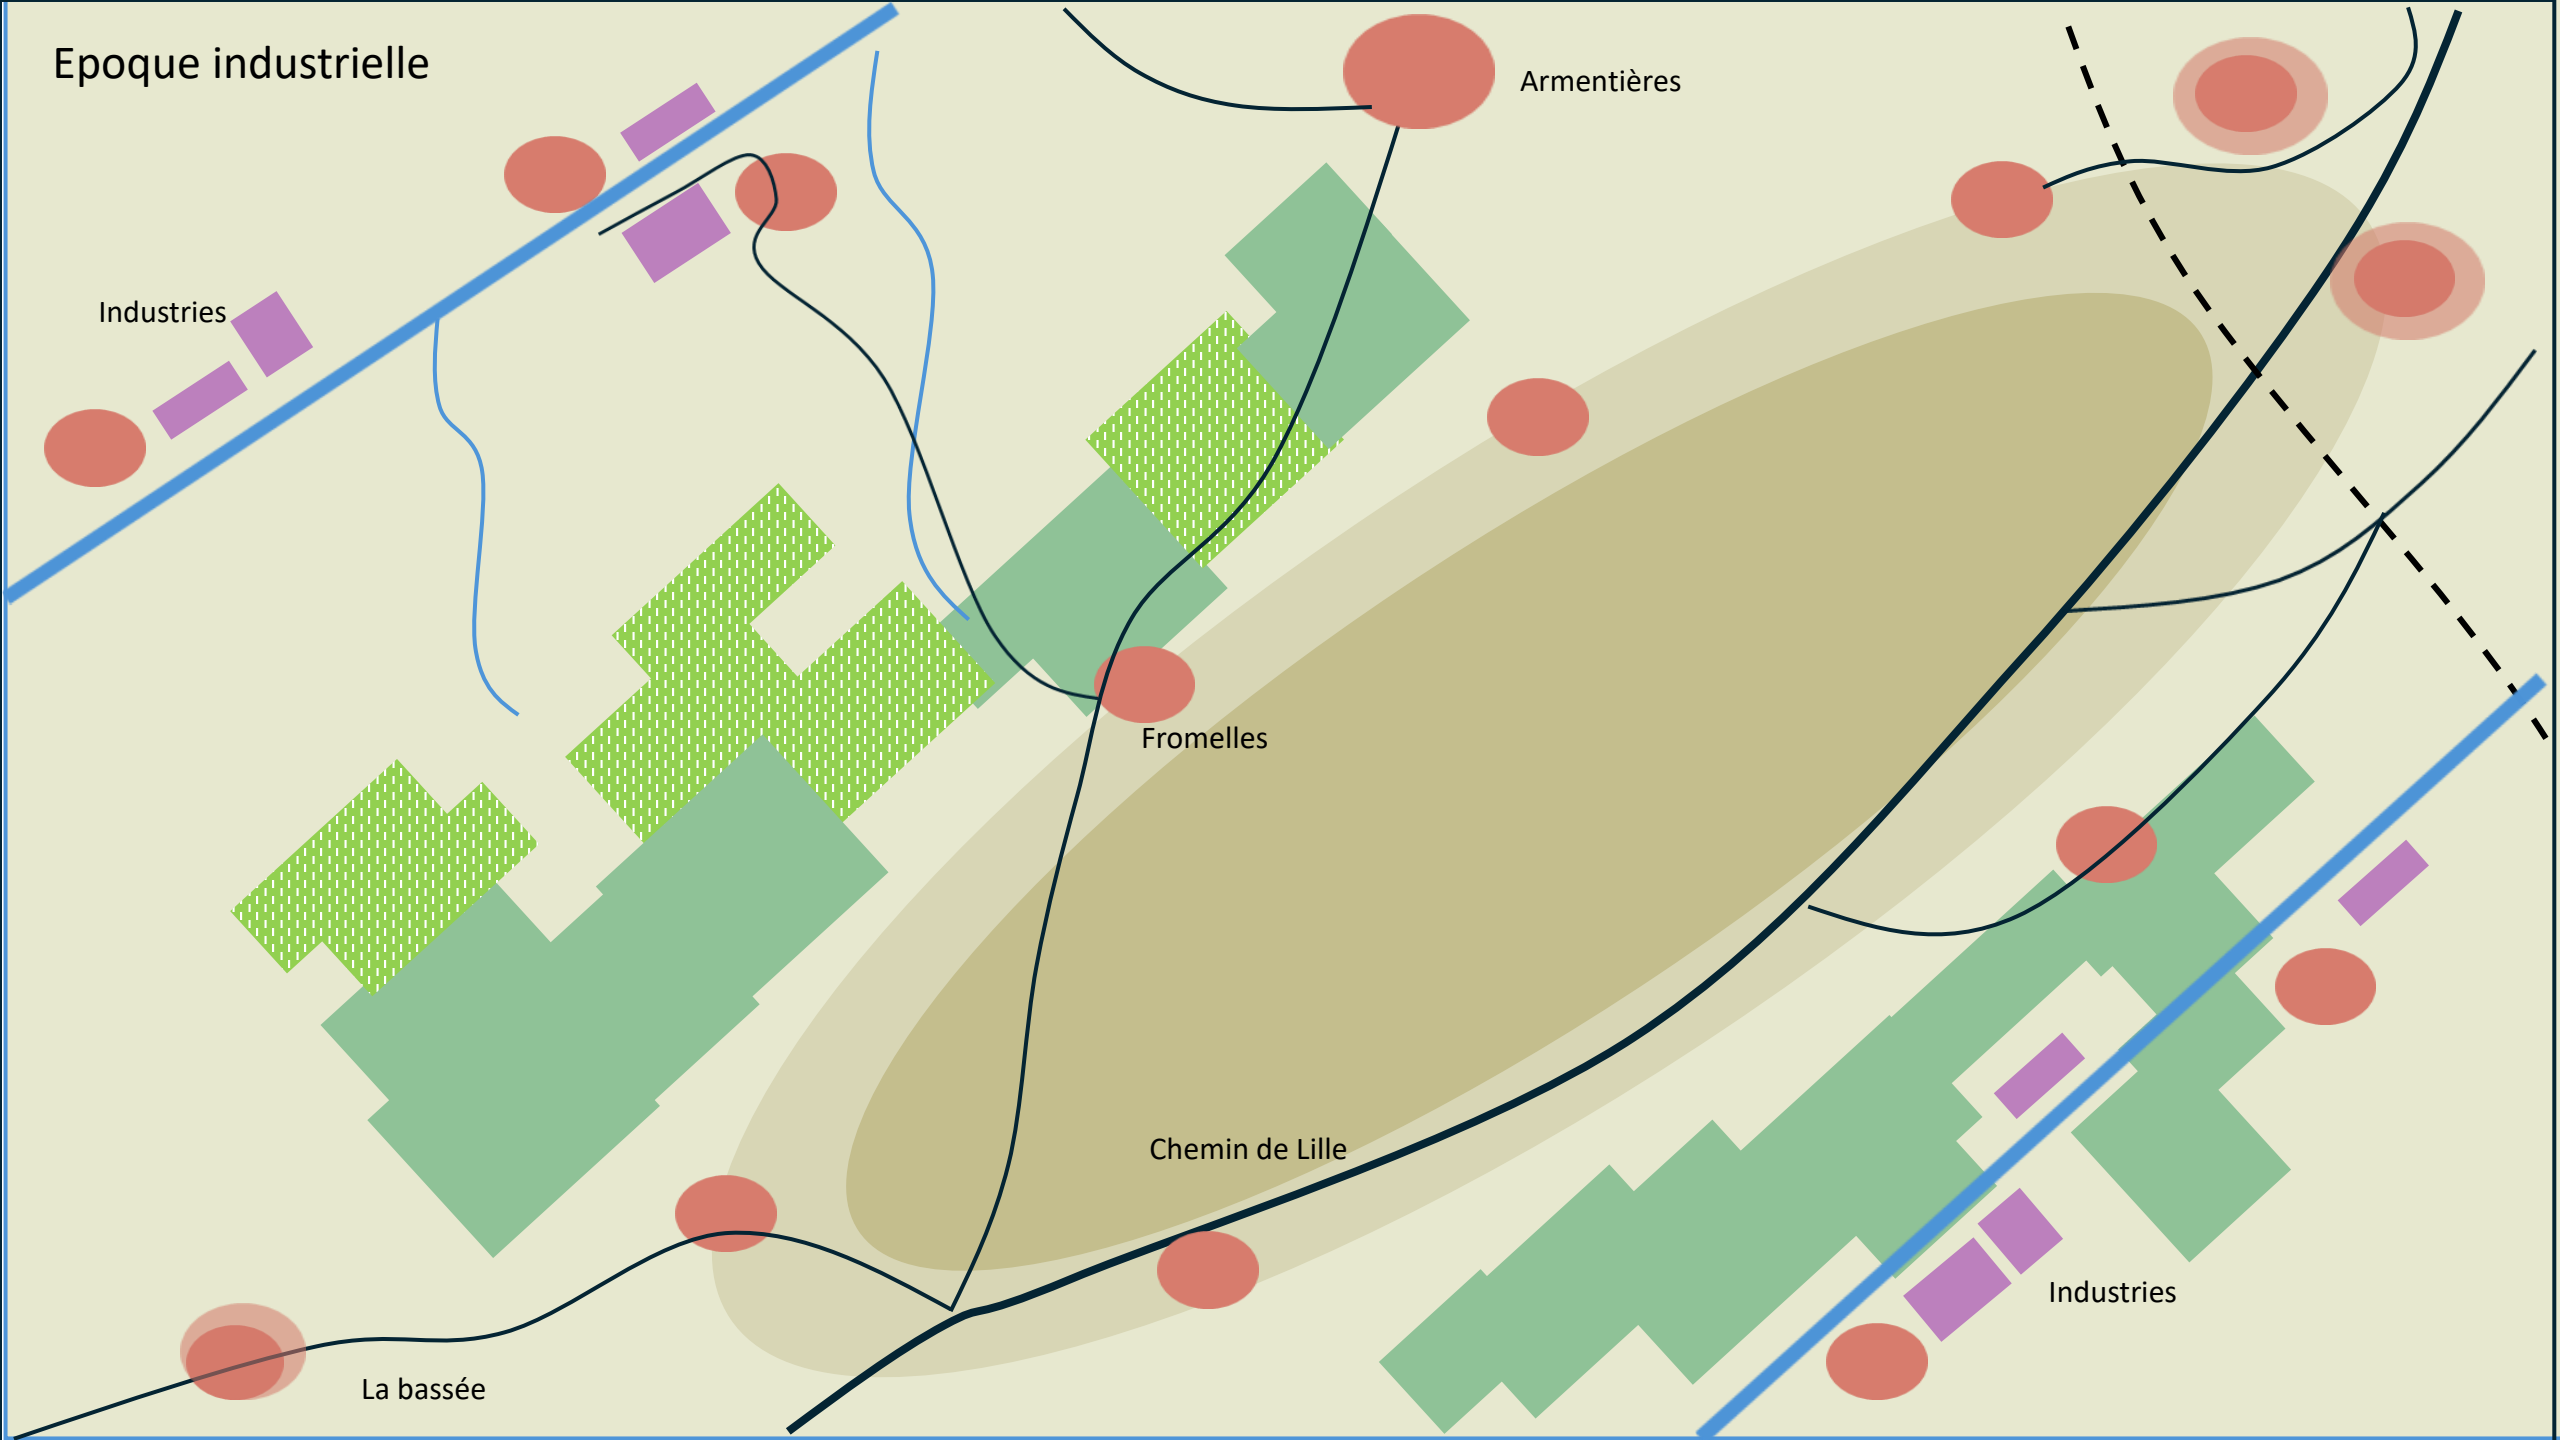 Epoque industrielle
Armentières
Industries
Fromelles
Chemin de Lille
Industries
La bassée